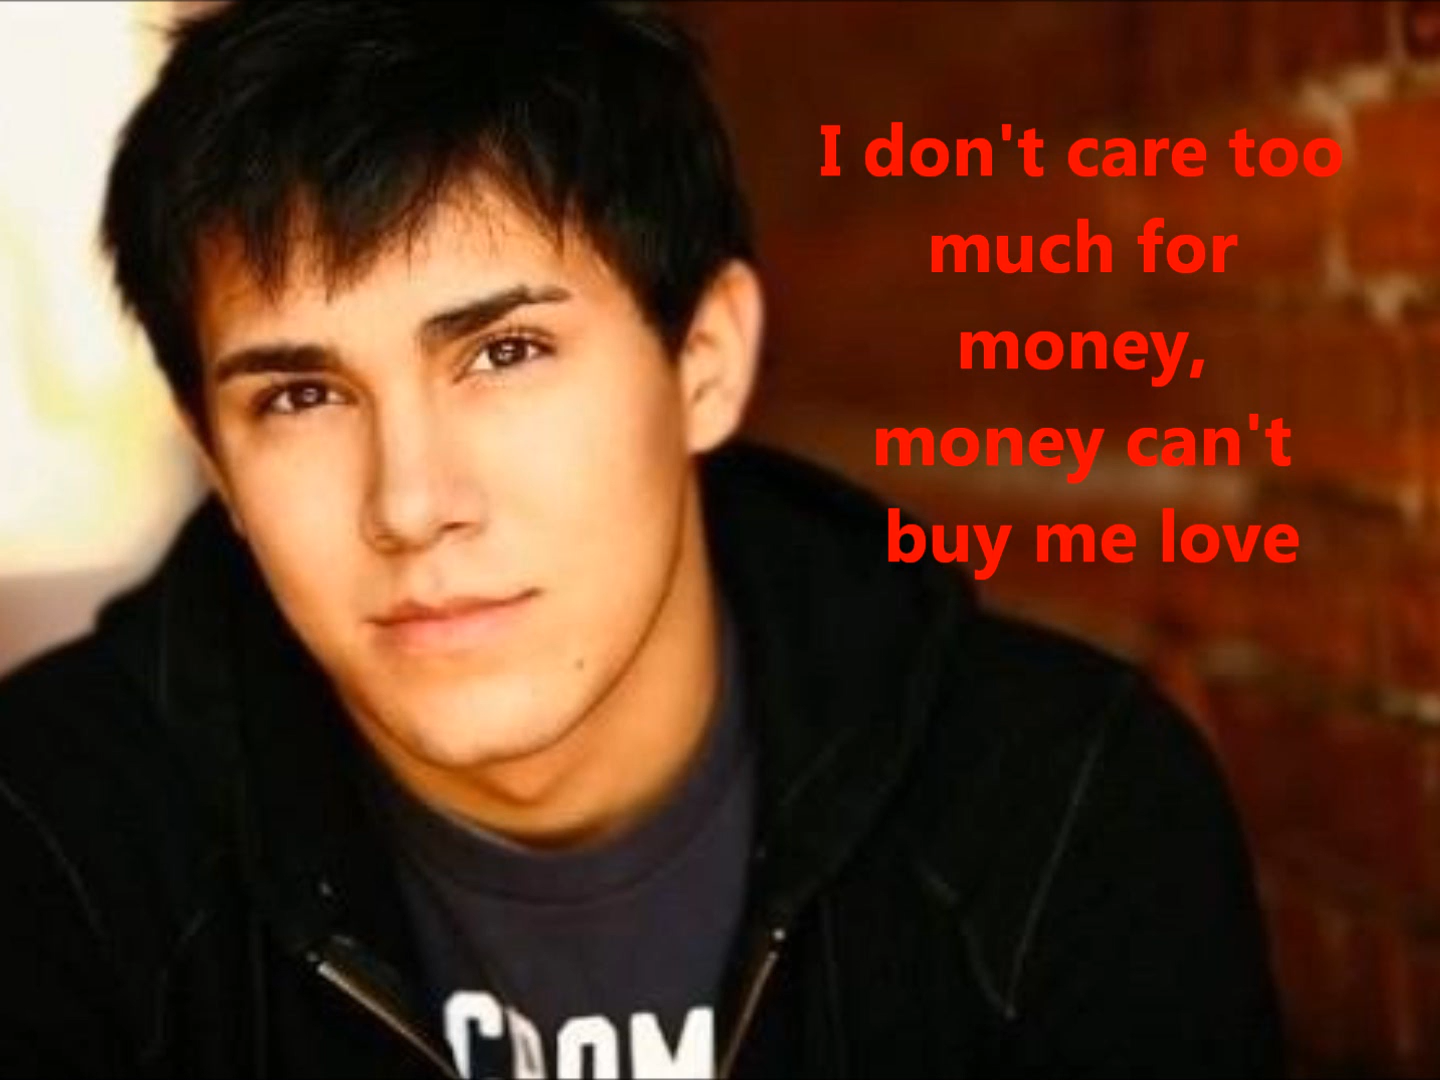 I don't care too
much for
money,
money can't
buy me love